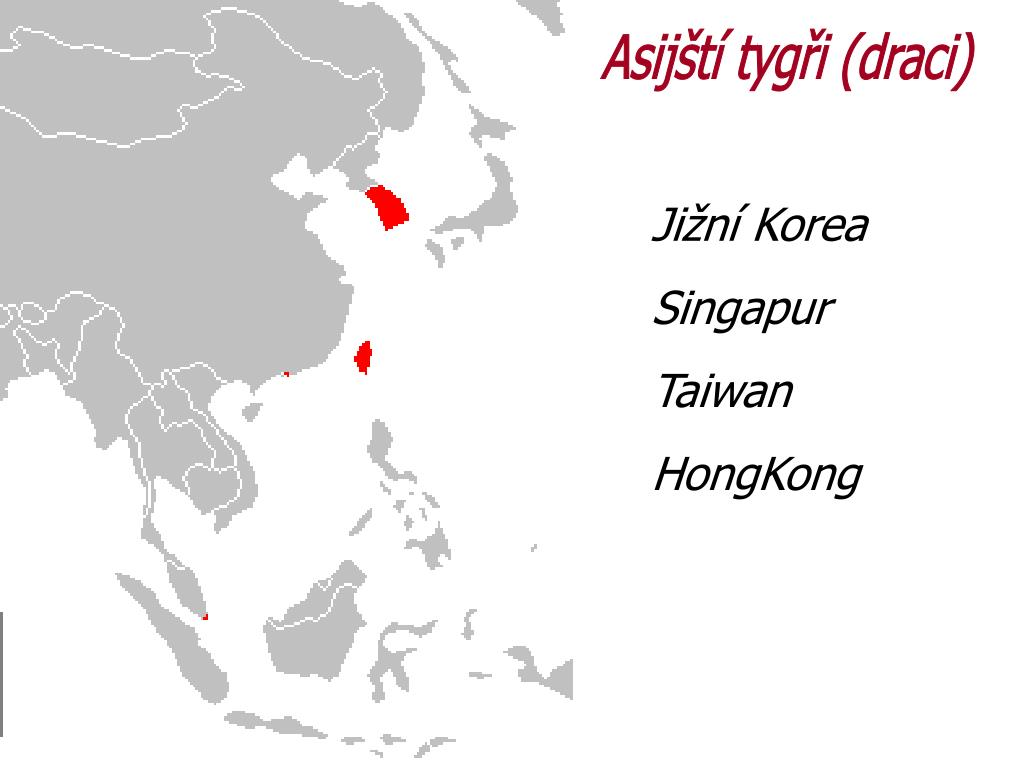 Asijští tygři (draci)
Jižní Korea
Singapur
Taiwan
HongKong